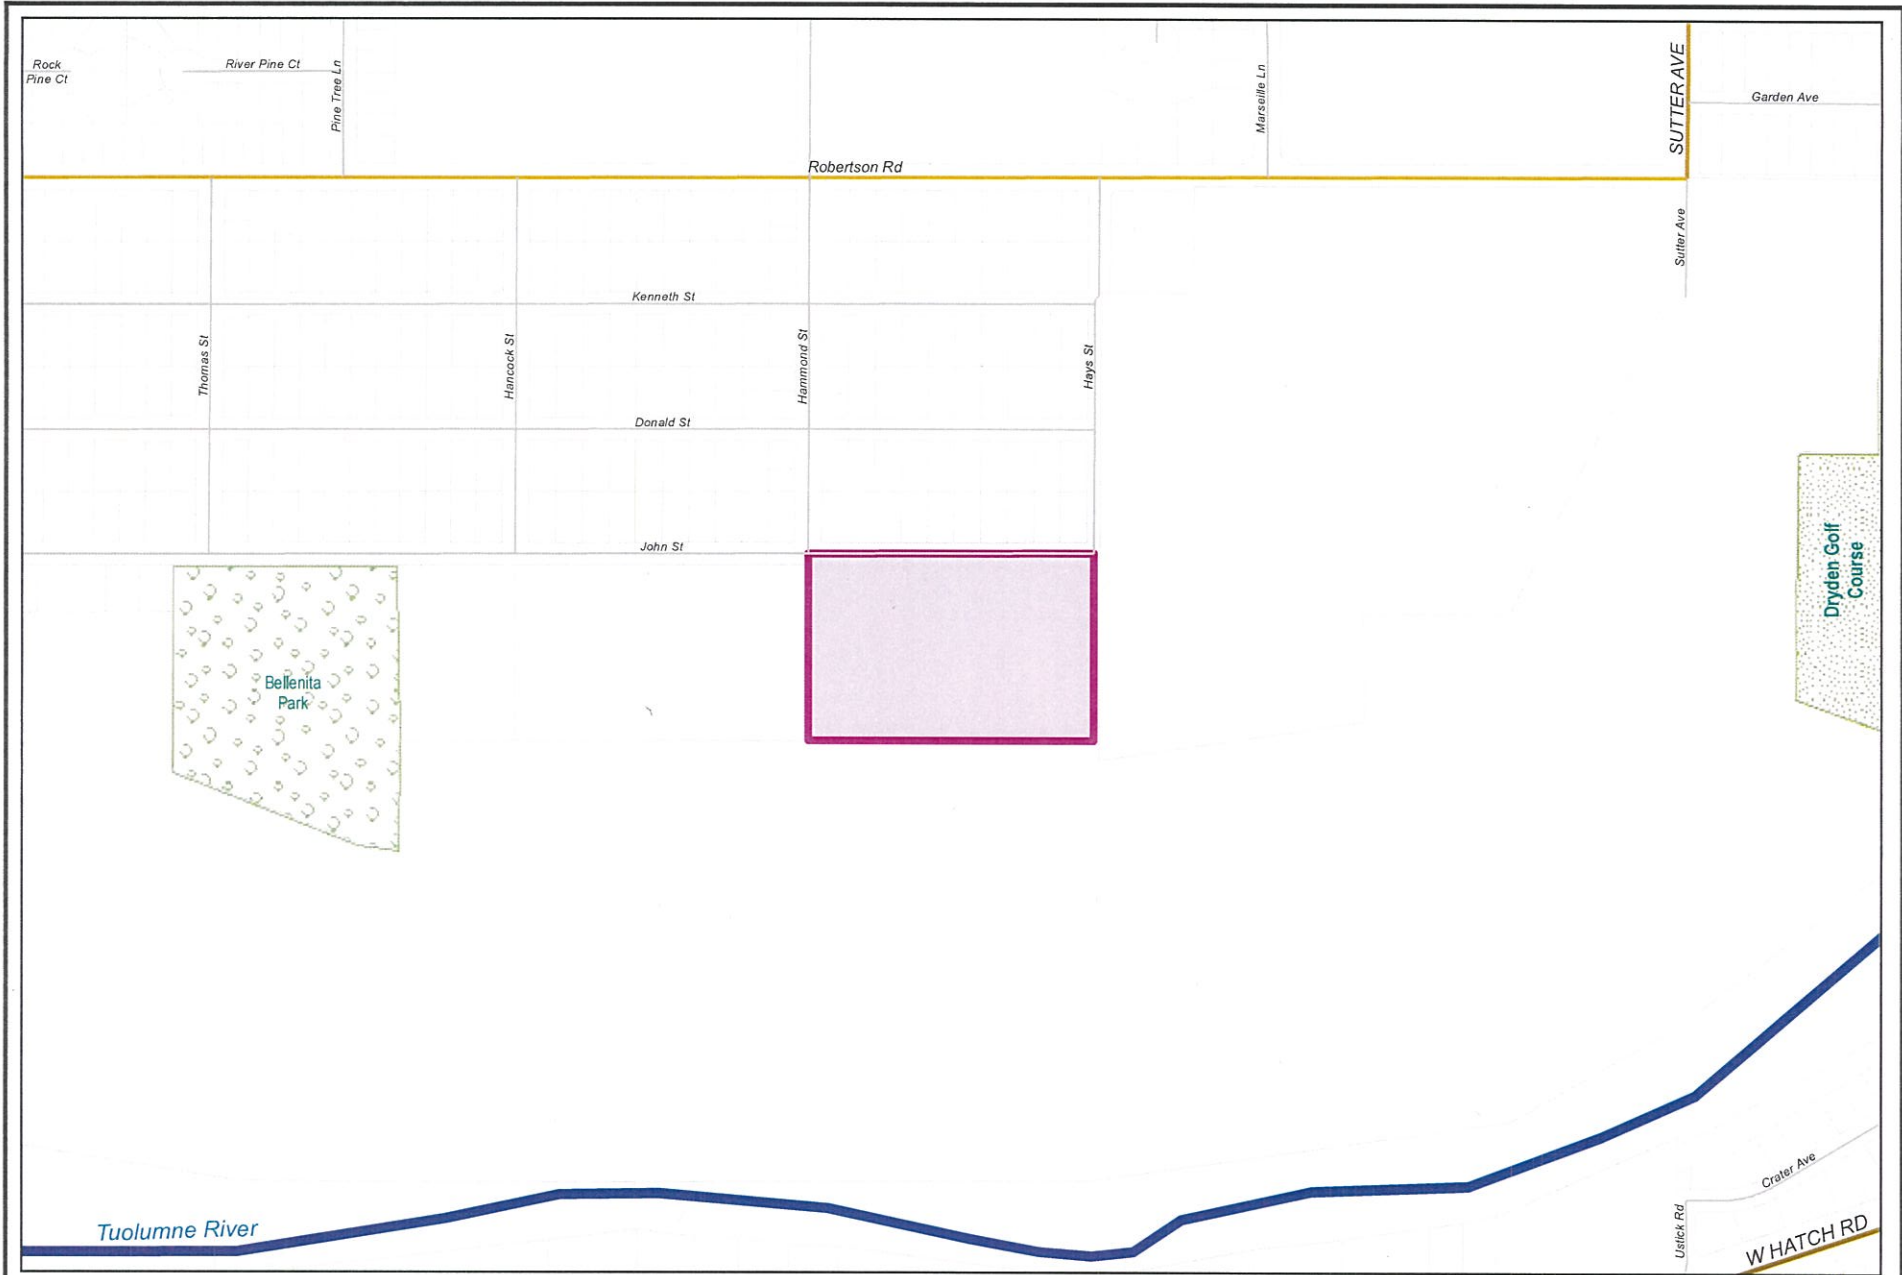 Rock
Pine Ct
River Pine Ct
Pine Tree Ln
Marseille Ln
SUTTER AVE
Garden Ave
Robertson Rd
Sutter Ave
Kenneth St
Thomas St
Hancock St
Hammond St
Hays St
Donald St
John St
Dryden Golf
Course
Bellenita
Park
Tuolumne River
Crater Ave
Ustick Rd
W HATCH RD